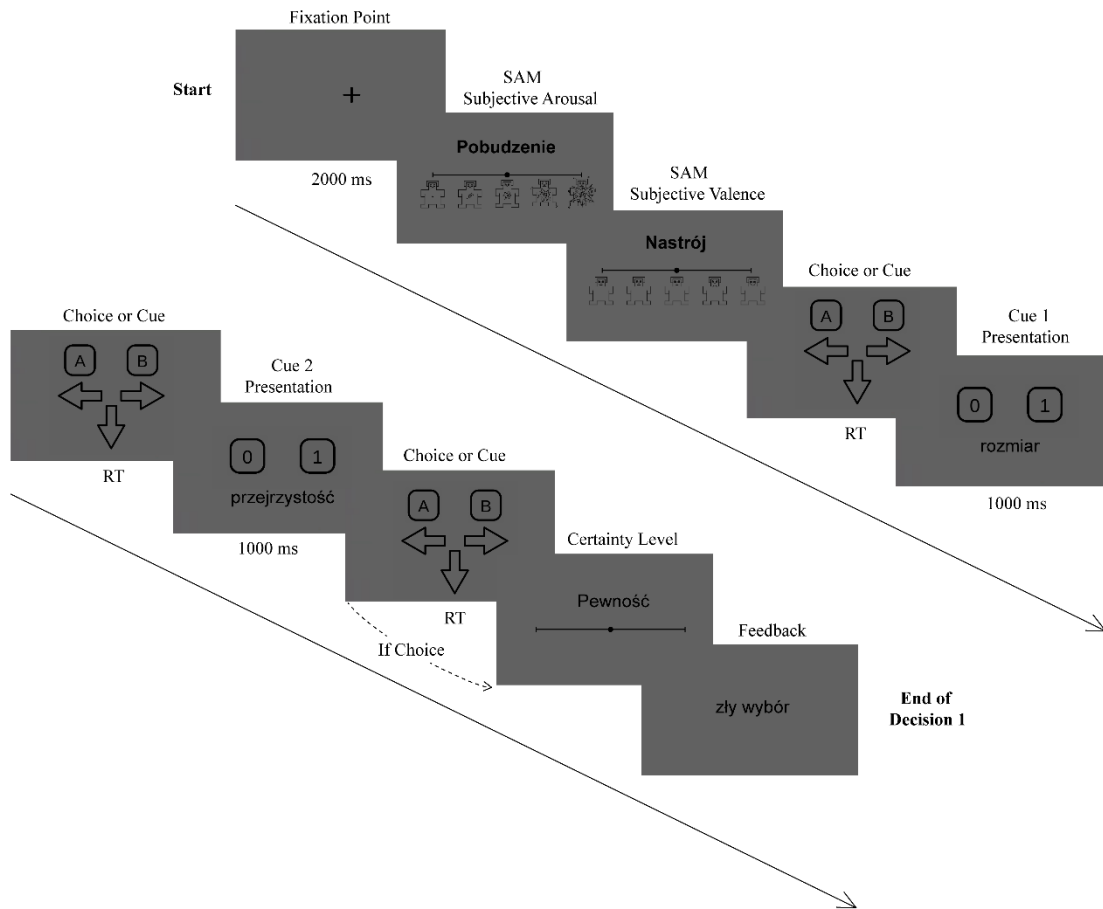 Fixation Point
Start
+
2000 ms
SAM
Subjective Arousal
Pobudzenie
SAM
Subjective Valence
Nastrój
Choice or Cue
A B
RT
Cue 1
Presentation
0 1
rozmiar
1000 ms
Choice or Cue
A B
RT
Cue 2
Presentation
0 1
przejrzystość
1000 ms
Choice or Cue
A B
RT
If Choice
Certainty Level
Pewność
Feedback
zły wybór
End of
Decision 1